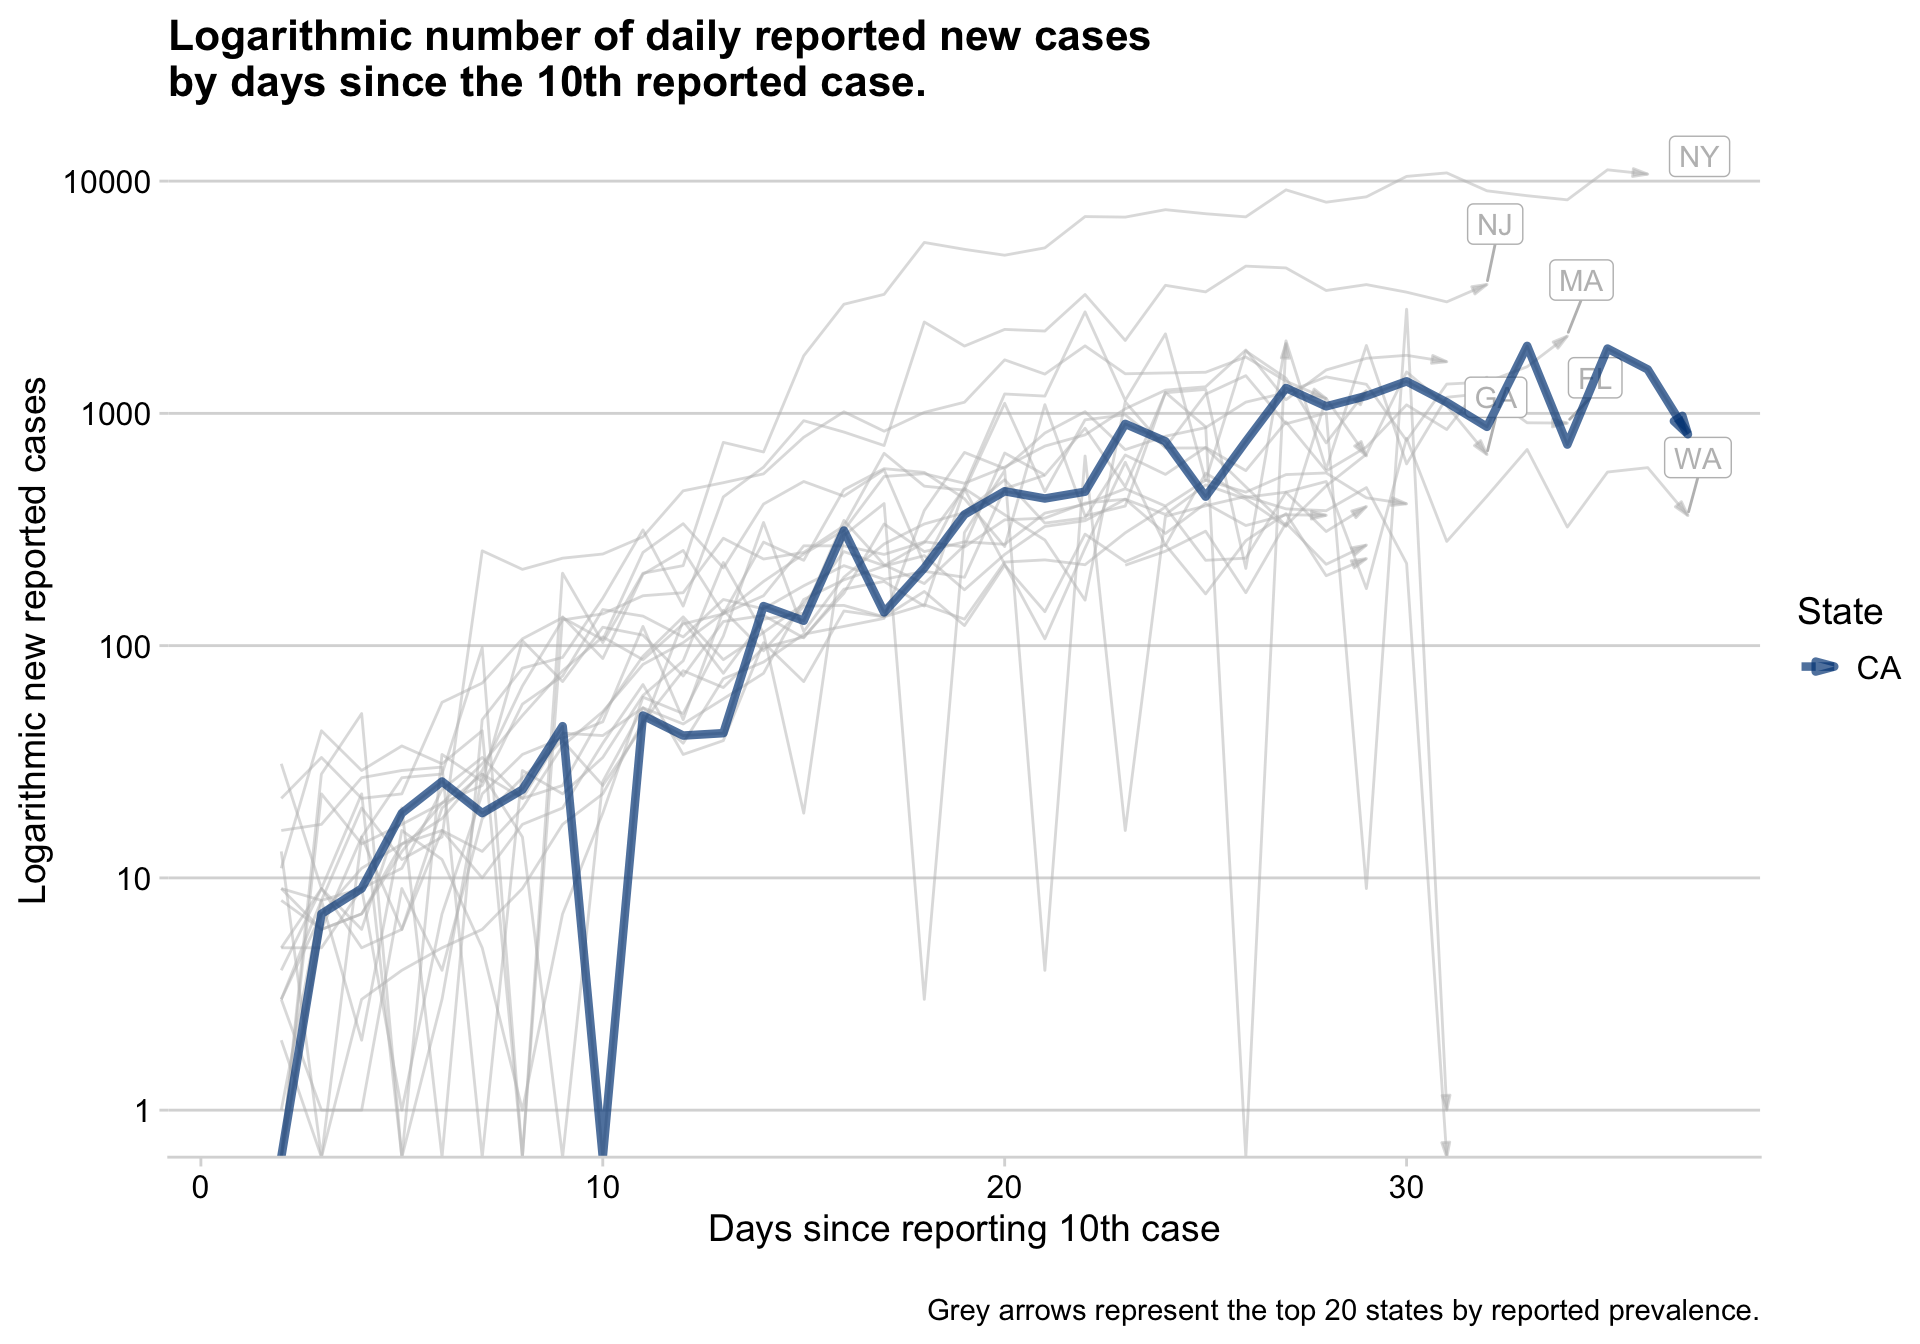 Logarithmic number of daily reported new cases
by days since the 10th reported case.
Logarithmic new reported cases
10000
1000
100
10
1
NY
NJ
MA
FL
GA
WA
State
CA
0
10
20
30
Days since reporting 10th case
Grey arrows represent the top 20 states by reported prevalence.